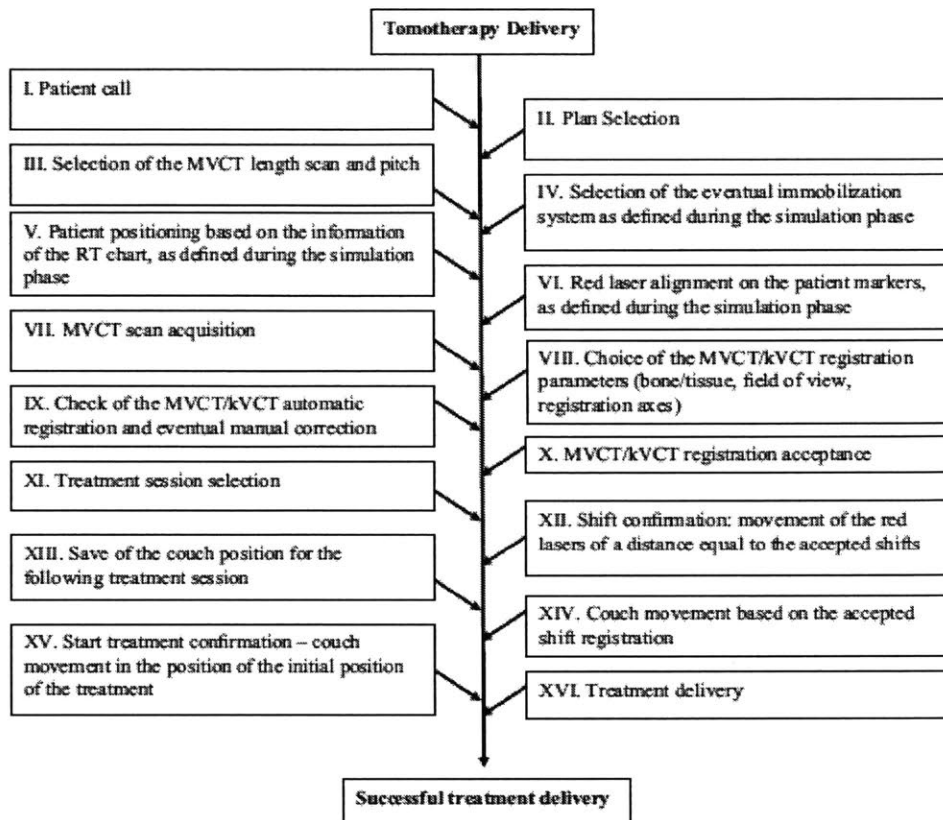 Tomotherapy Delivery
I. Patient call
II. Plan Selection
III. Selection of the MVCT length scan and pitch
IV. Selection of the eventual immobilization
system as defined during the simulation phase
V. Patient positioning based on the information
of the RT chart, as defined during the simulation
phase
VI. Red laser alignment on the patient markers,
as defined during the simulation phase
VII. MVCT scan acquisition
VIII. Choice of the MVCT/kVCT registration
parameters (bone/tissue, field of view,
registration axes)
IX. Check of the MVCT/kVCT automatic
registration and eventual manual correction
X. MVCT/kVCT registration acceptance
XI. Treatment session selection
XII. Shift confirmation: movement of the red
lasers of a distance equal to the accepted shifts
XIII. Save of the couch position for the
following treatment session
XIV. Couch movement based on the accepted
shift registration
XV. Start treatment confirmation – couch
movement in the position of the initial position
of the treatment
XVI. Treatment delivery
Successful treatment delivery